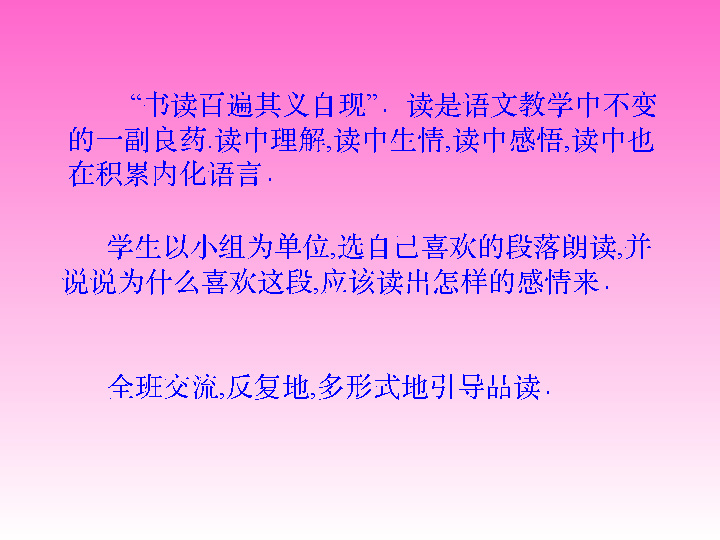 “书读百遍其义自现”. 读是语文教学中不变
的一副良药.读中理解,读中生情,读中感悟,读中也
在积累内化语言.
学生以小组为单位,选自己喜欢的段落朗读,并
说说为什么喜欢这段,应该读出怎样的感情来.
全班交流,反复地,多形式地引导品读.